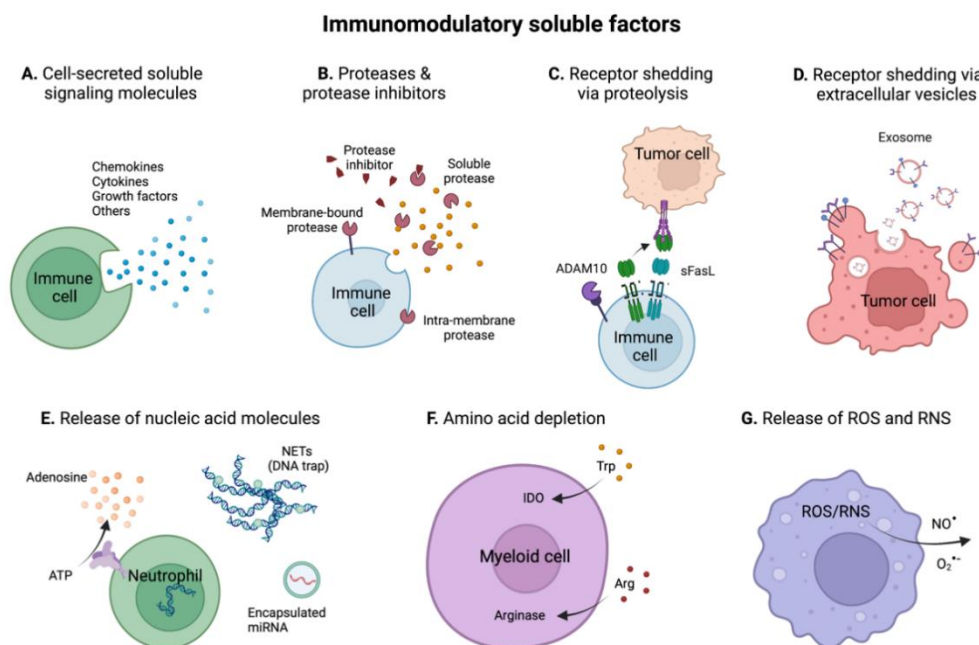 Immunomodulatory soluble factors
A. Cell-secreted soluble
signaling molecules
Chemokines
Cytokines
Growth factors
Others
Immune
cell
B. Proteases &
protease inhibitors
Protease
inhibitor
Soluble
protease
Membrane-bound
protease
Immune
cell
Intra-membrane
protease
C. Receptor shedding
via proteolysis
Tumor cell
ADAM10
sFasL
Immune
cell
D. Receptor shedding via
extracellular vesicles
Exosome
Tumor cell
E. Release of nucleic acid molecules
NETs
(DNA trap)
Adenosine
ATP
Neutrophil
Encapsulated
miRNA
F. Amino acid depletion
Trp
IDO
Myeloid cell
Arg
Arginase
G. Release of ROS and RNS
ROS/RNS
NO•
O₂•−